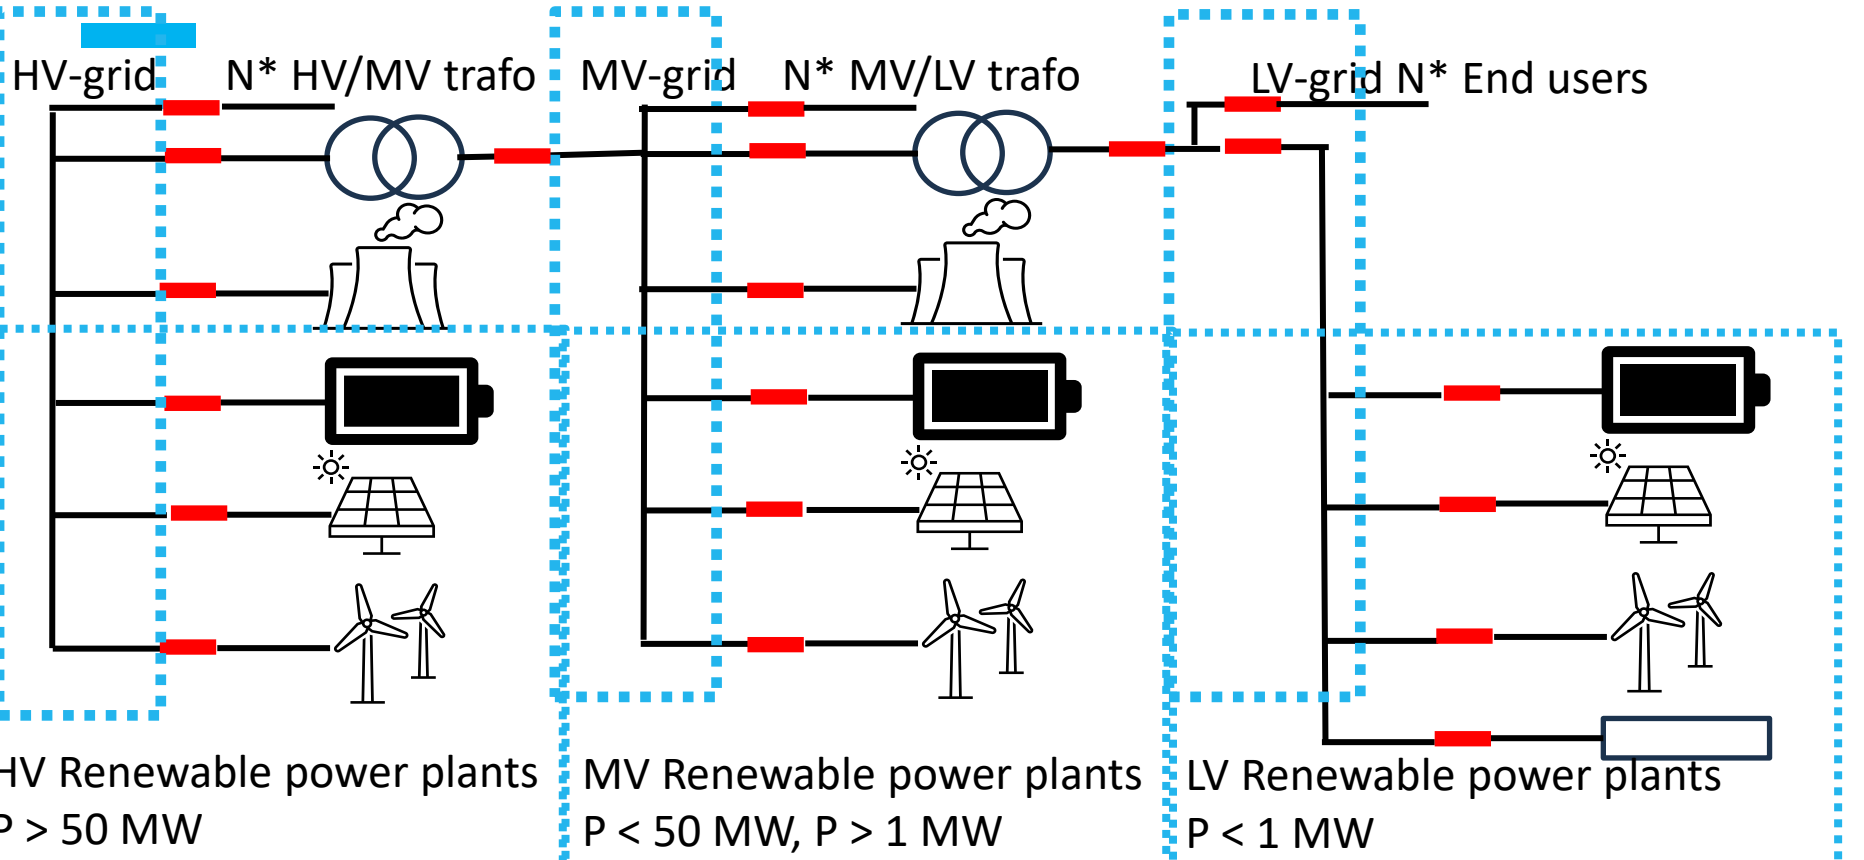 HV-grid
N* HV/MV trafo
MV-grid
N* MV/LV trafo
LV-grid N* End users
HV Renewable power plants
P > 50 MW
MV Renewable power plants
P < 50 MW, P > 1 MW
LV Renewable power plants
P < 1 MW